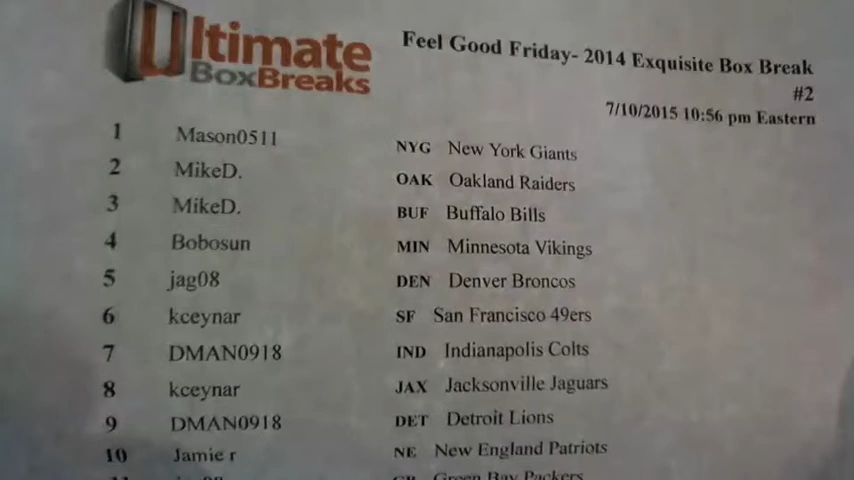 Ultimate
BoxBreaks
Feel Good Friday- 2014 Exquisite Box Break
#2
7/10/2015 10:56 pm Eastern
1 Mason0511 NYG New York Giants
2 MikeD. OAK Oakland Raiders
3 MikeD. BUF Buffalo Bills
4 Bobosun MIN Minnesota Vikings
5 jag08 DEN Denver Broncos
6 kceynar SF San Francisco 49ers
7 DMAN0918 IND Indianapolis Colts
8 kceynar JAX Jacksonville Jaguars
9 DMAN0918 DET Detroit Lions
10 Jamie r NE New England Patriots
Green Bay Packers